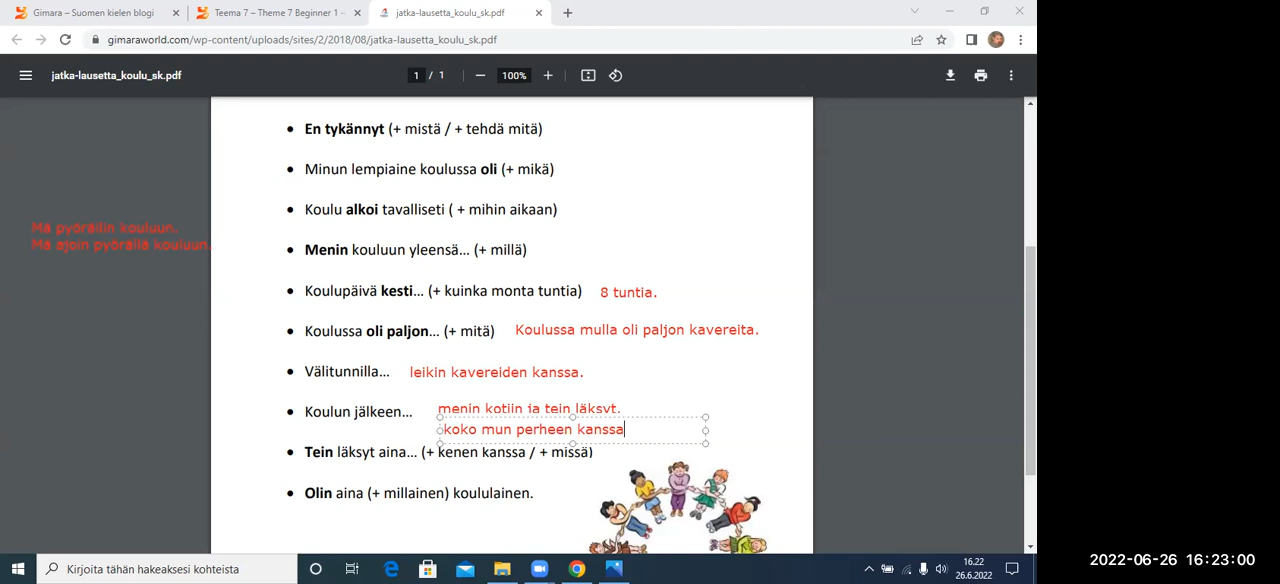 Gimara – Suomen kielen blogi
Teema 7 – Theme 7 Beginner 1 –
jatka-lausetta_koulu_sk.pdf
gimaraworld.com/wp-content/uploads/sites/2/2018/08/jatka-lausetta_koulu_sk.pdf
jatka-lausetta_koulu_sk.pdf
1 / 1
100%
En tykännyt (+ mistä / + tehdä mitä)
Minun lempiaine koulussa oli (+ mikä)
Koulu alkoi tavalliseti ( + mihin aikaan)
Mä pyöräilin kouluun.
Mä ajoin pyörällä kouluun.
Menin kouluun yleensä... (+ millä)
Koulupäivä kesti... (+ kuinka monta tuntia) 8 tuntia.
Koulussa oli paljon... (+ mitä) Koulussa mulla oli paljon kavereita.
Välitunnilla... leikin kavereiden kanssa.
Koulun jälkeen... menin kotiin ja tein läksyt.
koko mun perheen kanssa
Tein läksyt aina... (+ kenen kanssa / + missä)
Olin aina (+ millainen) koululainen.
Kirjoita tähän hakeaksesi kohteista
16.22
26.6.2022
2022-06-26 16:23:00